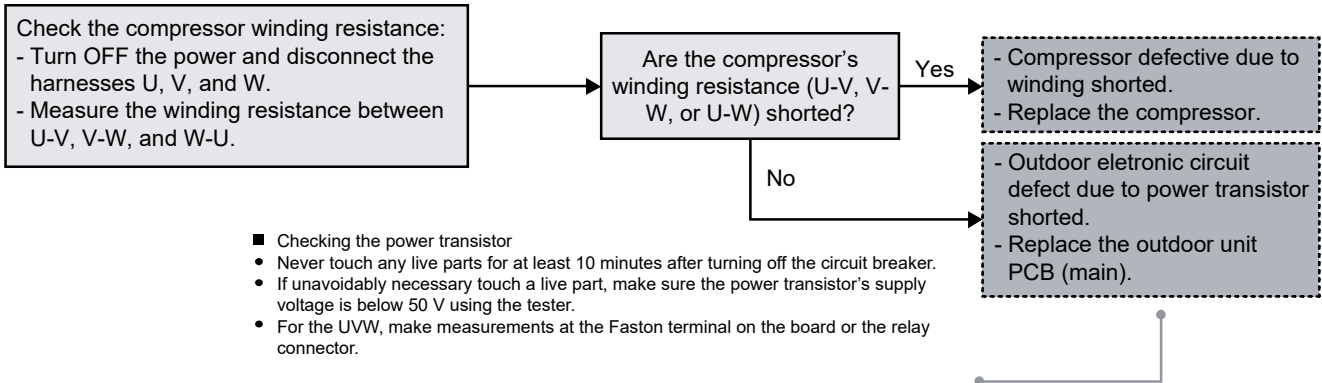 Check the compressor winding resistance:
- Turn OFF the power and disconnect the
harnesses U, V, and W.
- Measure the winding resistance between
U-V, V-W, and W-U.
Are the compressor's
winding resistance (U-V, V-
W, or U-W) shorted?
Yes
- Compressor defective due to
winding shorted.
- Replace the compressor.
No
- Outdoor eletronic circuit
defect due to power transistor
shorted.
- Replace the outdoor unit
PCB (main).
■ Checking the power transistor
• Never touch any live parts for at least 10 minutes after turning off the circuit breaker.
• If unavoidably necessary touch a live part, make sure the power transistor's supply
voltage is below 50 V using the tester.
• For the UVW, make measurements at the Faston terminal on the board or the relay
connector.